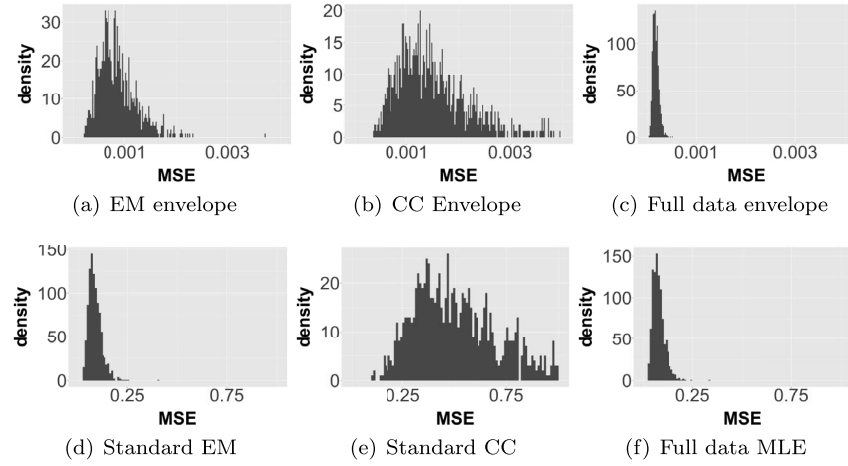 density
30
20
10
0
0.001
0.003
MSE
(a) EM envelope
density
20
15
10
5
0
0.001
0.003
MSE
(b) CC Envelope
density
100
50
0
0.001
0.003
MSE
(c) Full data envelope
density
150
100
50
0
0.25
0.75
MSE
(d) Standard EM
density
20
10
0
0.25
0.75
MSE
(e) Standard CC
density
150
100
50
0
0.25
0.75
MSE
(f) Full data MLE